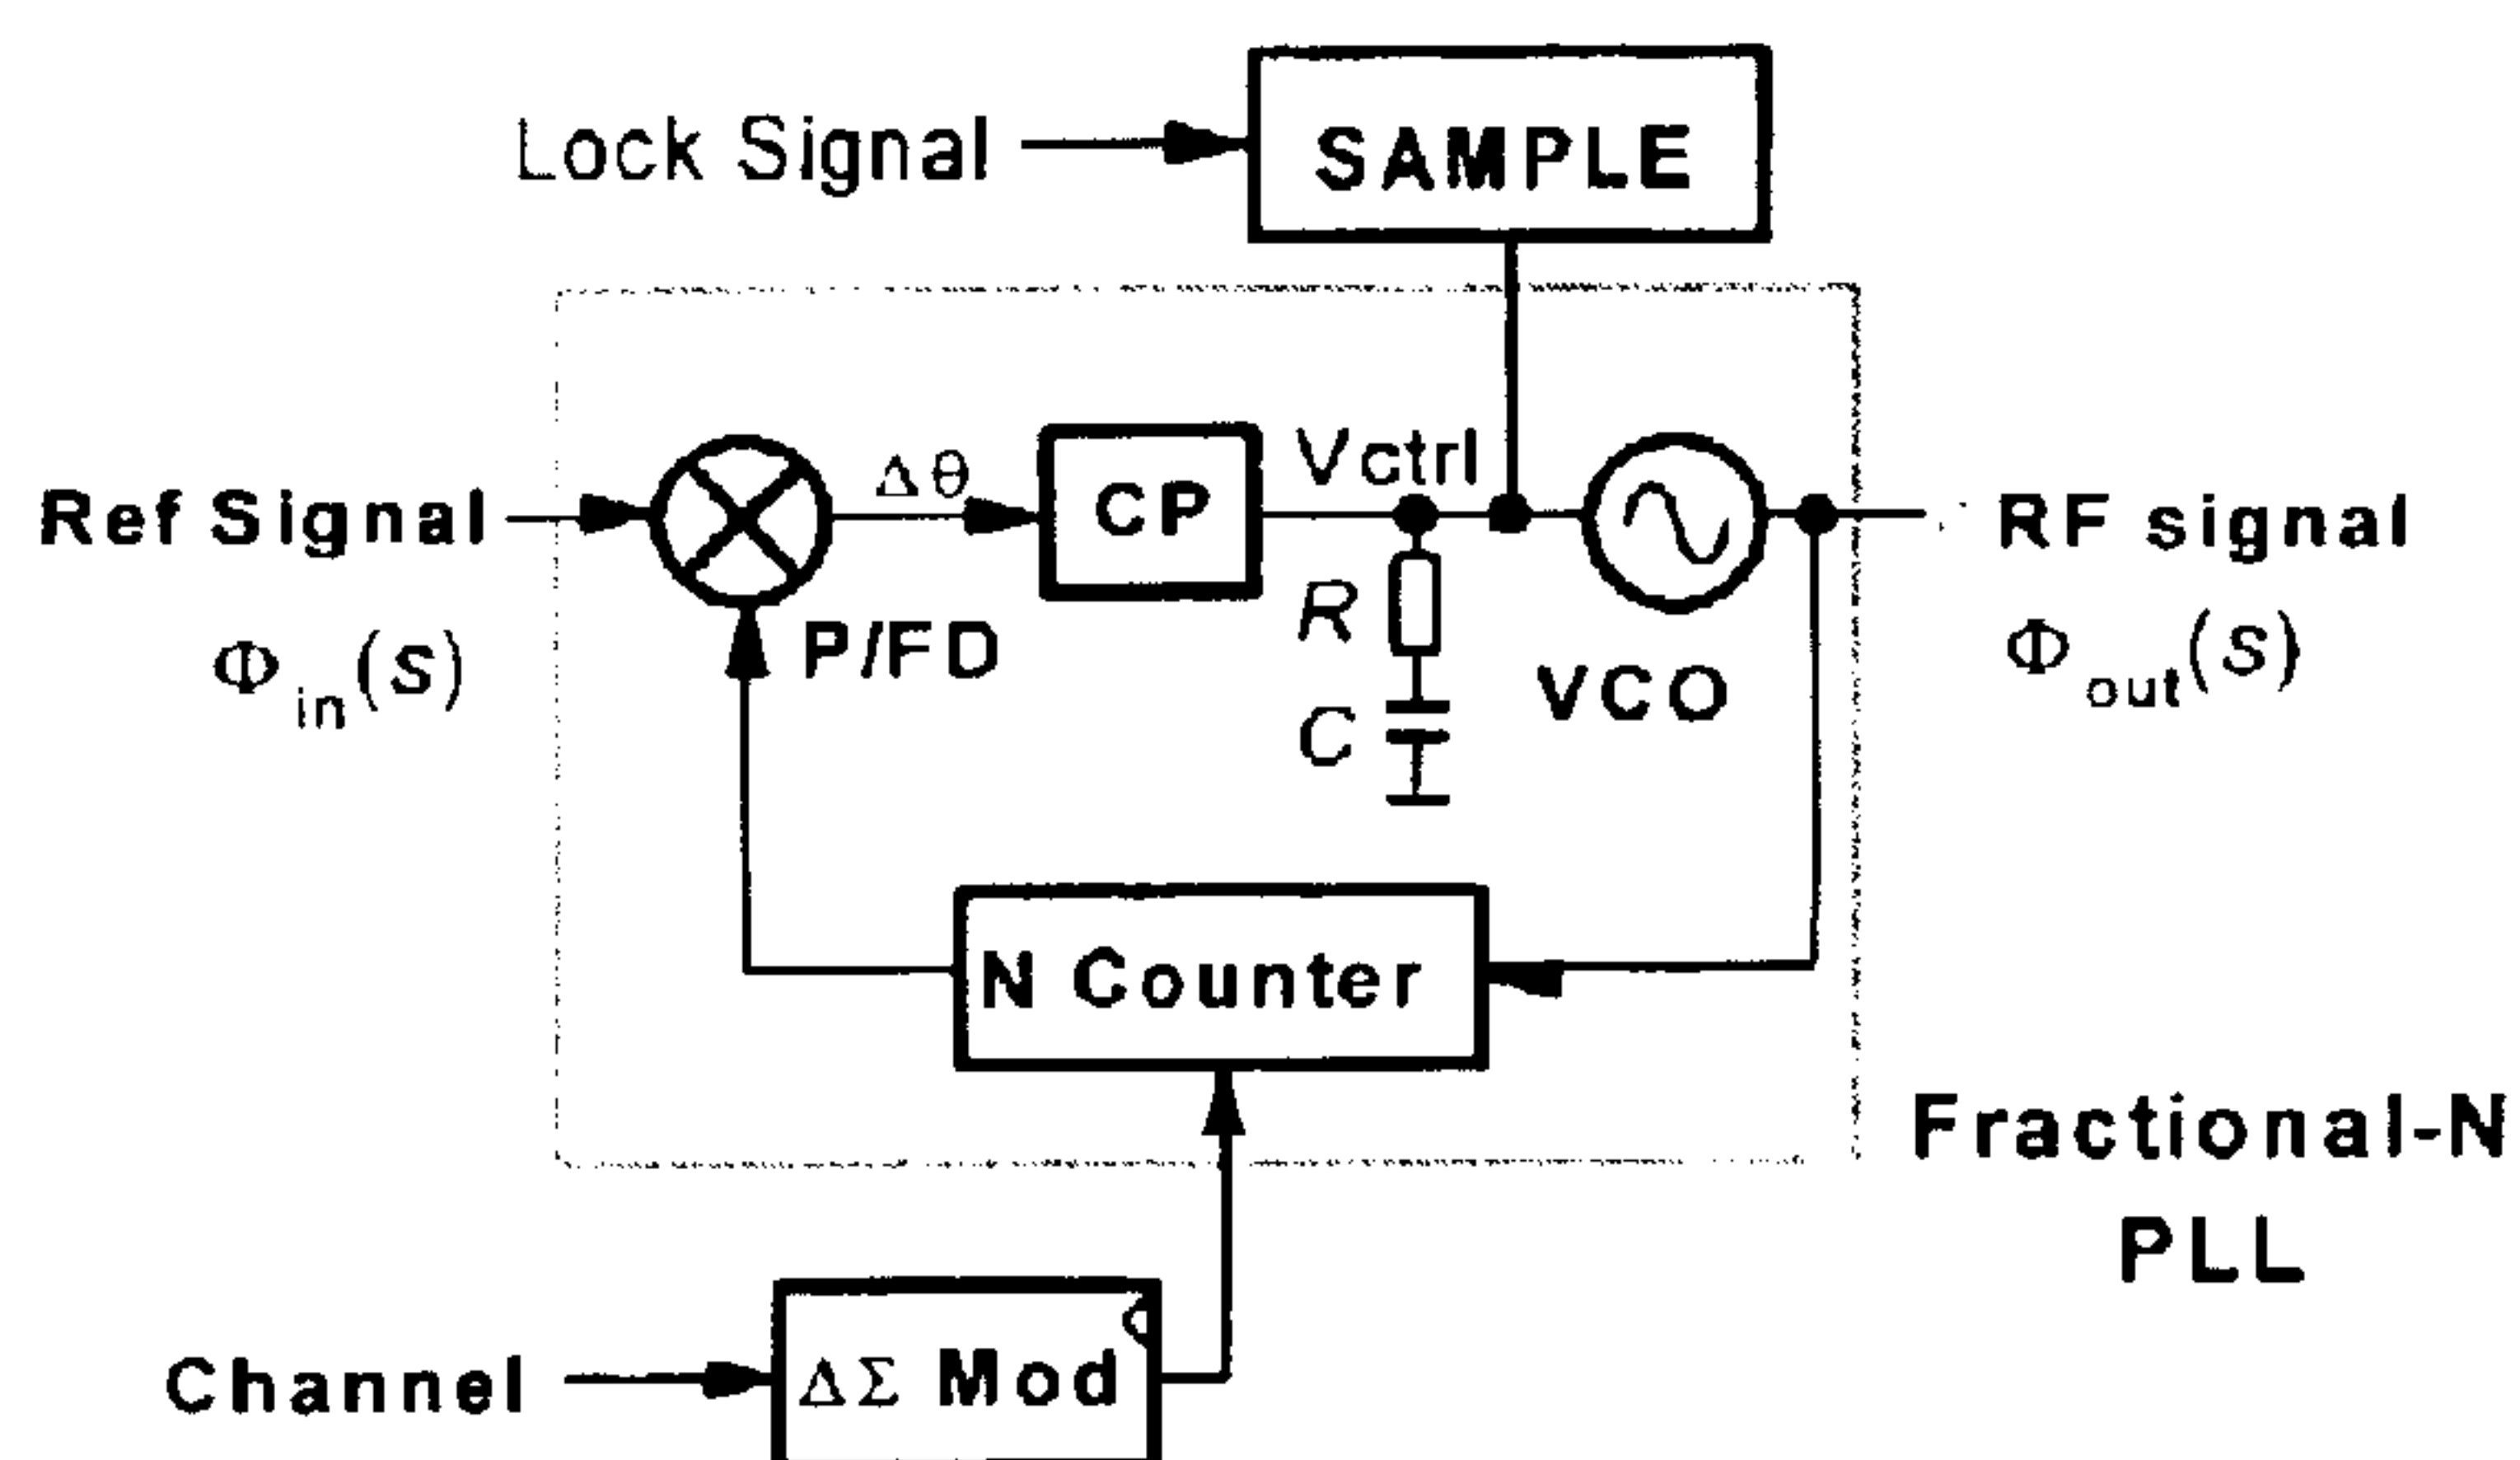 Lock Signal
SAMPLE
Ref Signal
Φin(S)
Δθ
CP
Vctrl
P/FD
R
C
VCO
RF signal
Φout(S)
N Counter
Fractional-N
PLL
Channel
ΔΣ Mod